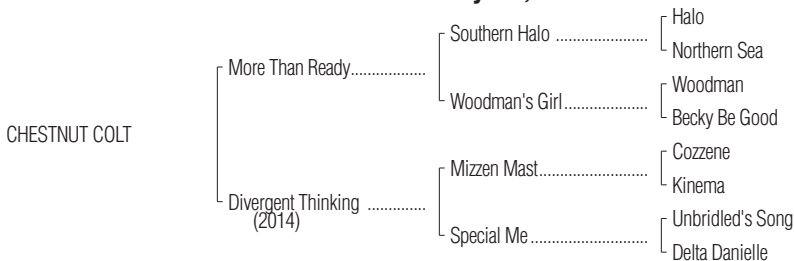 Halo
Southern Halo .....................
Northern Sea
More Than Ready.................
Woodman
Woodman's Girl...................
Becky Be Good
CHESTNUT COLT
Cozzene
Mizzen Mast........................
Kinema
Divergent Thinking .............
(2014)
Unbridled's Song
Special Me..........................
Delta Danielle